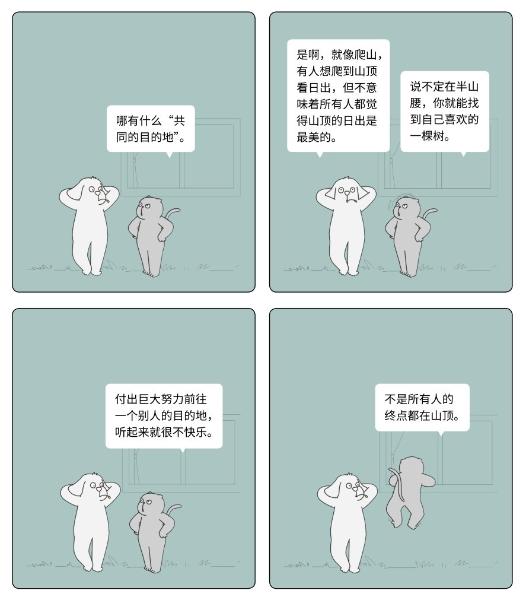 哪有什么“共
同的目的地”。
是啊，就像爬山，
有人想爬到山顶
看日出，但不意
味着所有人都觉
得山顶的日出是
最美的。
说不定在半山
腰，你就能找
到自己喜欢的
一棵树。
付出巨大努力前往
一个别人的目的地，
听起来就很不快乐。
不是所有人的
终点都在山顶。